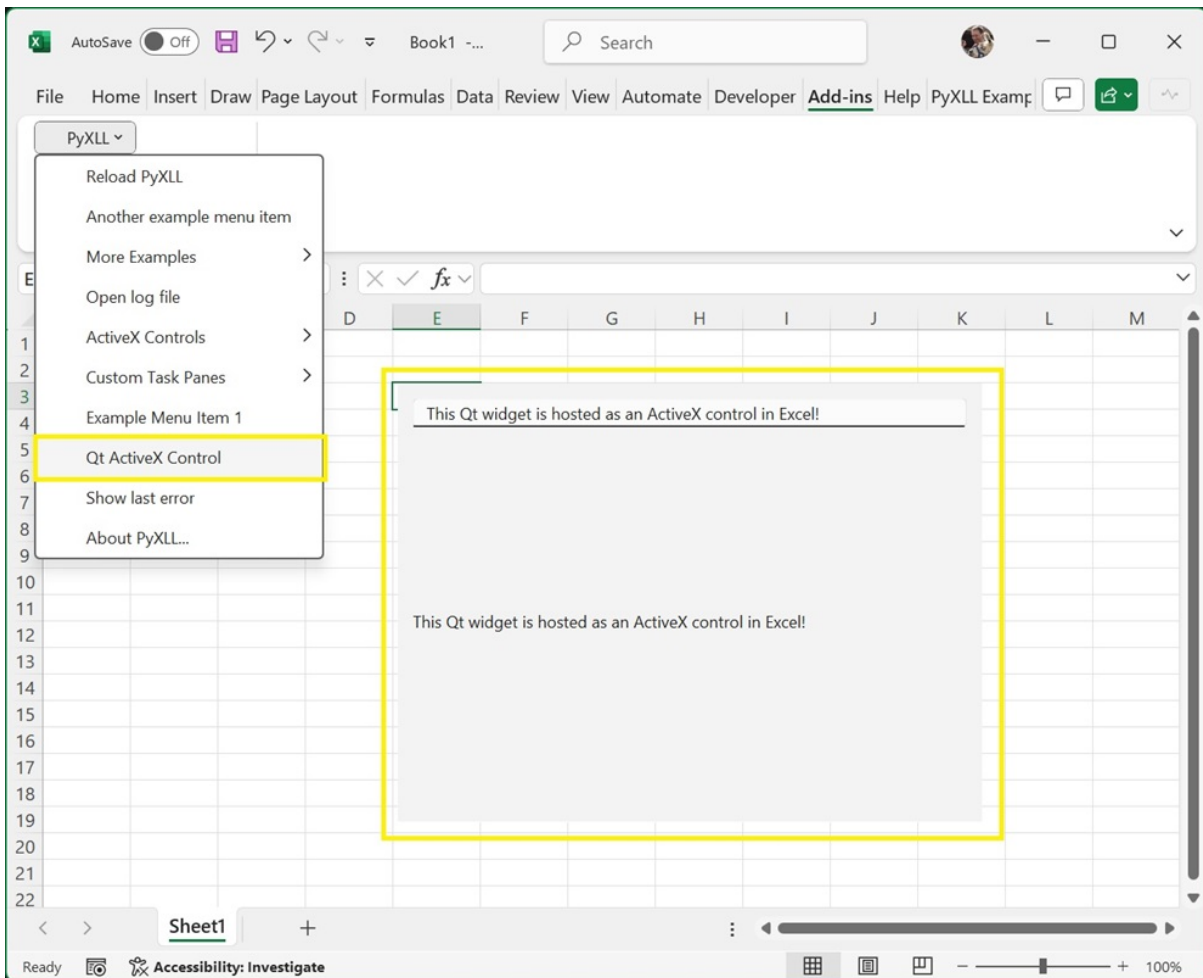 AutoSave Off Book1 -... Search
File Home Insert Draw Page Layout Formulas Data Review View Automate Developer Add-ins Help PyXLL Examp
PyXLL
Reload PyXLL
Another example menu item
More Examples
Open log file
ActiveX Controls
Custom Task Panes
Example Menu Item 1
Qt ActiveX Control
Show last error
About PyXLL...
E fx
D E F G H I J K L M
1
2
3
4
5
6
7
8
9
10
11
12
13
14
15
16
17
18
19
20
21
22
This Qt widget is hosted as an ActiveX control in Excel!
This Qt widget is hosted as an ActiveX control in Excel!
Sheet1
Ready Accessibility: Investigate 100%